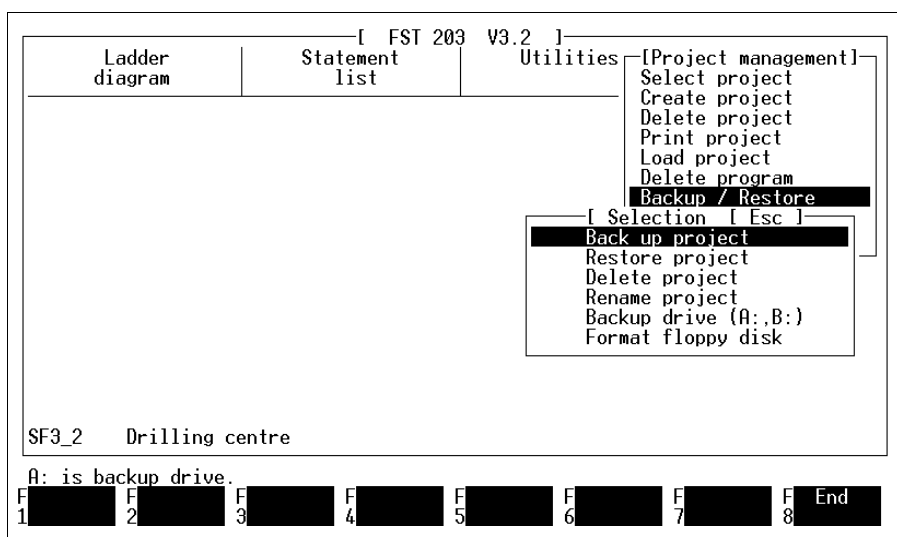 [ FST 203 V3.2 ]
Ladder diagram
Statement list
Utilities
[Project management]
Select project
Create project
Delete project
Print project
Load project
Delete program
Backup / Restore
[ Selection [ Esc ]
Back up project
Restore project
Delete project
Rename project
Backup drive (A:,B:)
Format floppy disk
SF3_2 Drilling centre
A: is backup drive.
F1 F2 F3 F4 F5 F6 F7 F8 End